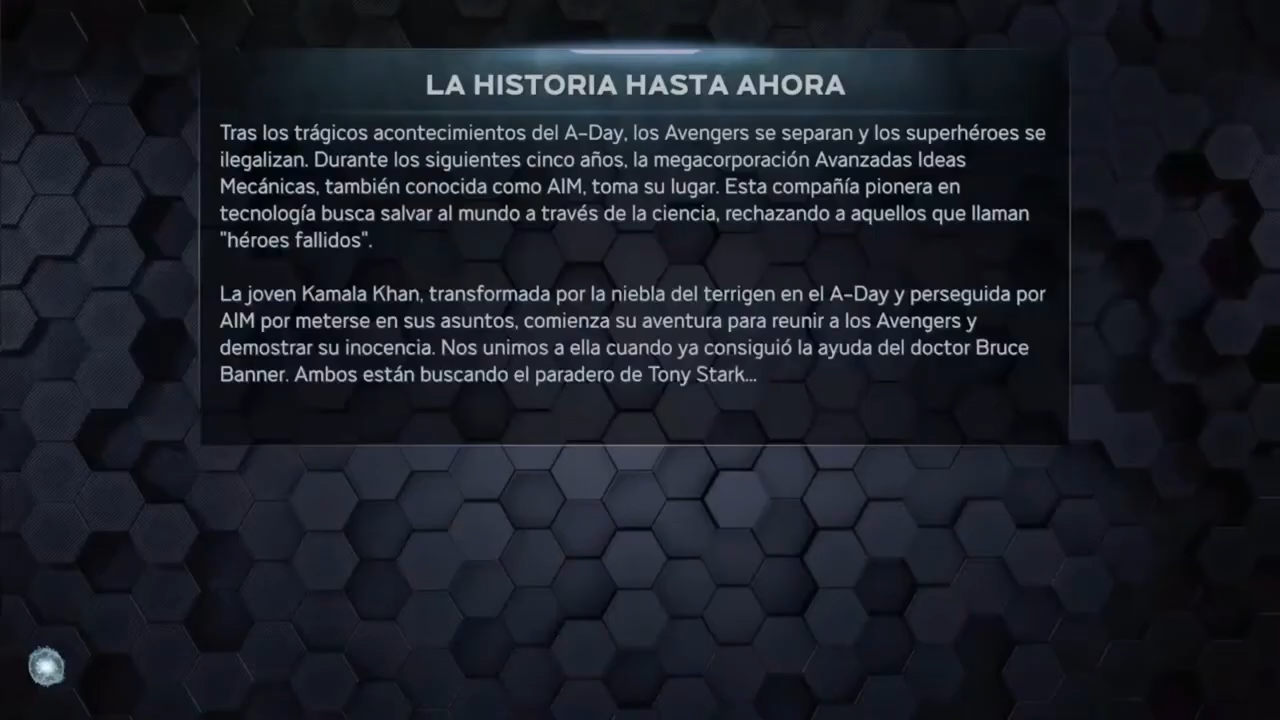 LA HISTORIA HASTA AHORA
Tras los trágicos acontecimientos del A-Day, los Avengers se separan y los superhéroes se
ilegalizan. Durante los siguientes cinco años, la megacorporación Avanzadas Ideas
Mecánicas, también conocida como AIM, toma su lugar. Esta compañía pionera en
tecnología busca salvar al mundo a través de la ciencia, rechazando a aquellos que llaman
"héroes fallidos".
La joven Kamala Khan, transformada por la niebla del terrigen en el A-Day y perseguida por
AIM por meterse en sus asuntos, comienza su aventura para reunir a los Avengers y
demostrar su inocencia. Nos unimos a ella cuando ya consiguió la ayuda del doctor Bruce
Banner. Ambos están buscando el paradero de Tony Stark...